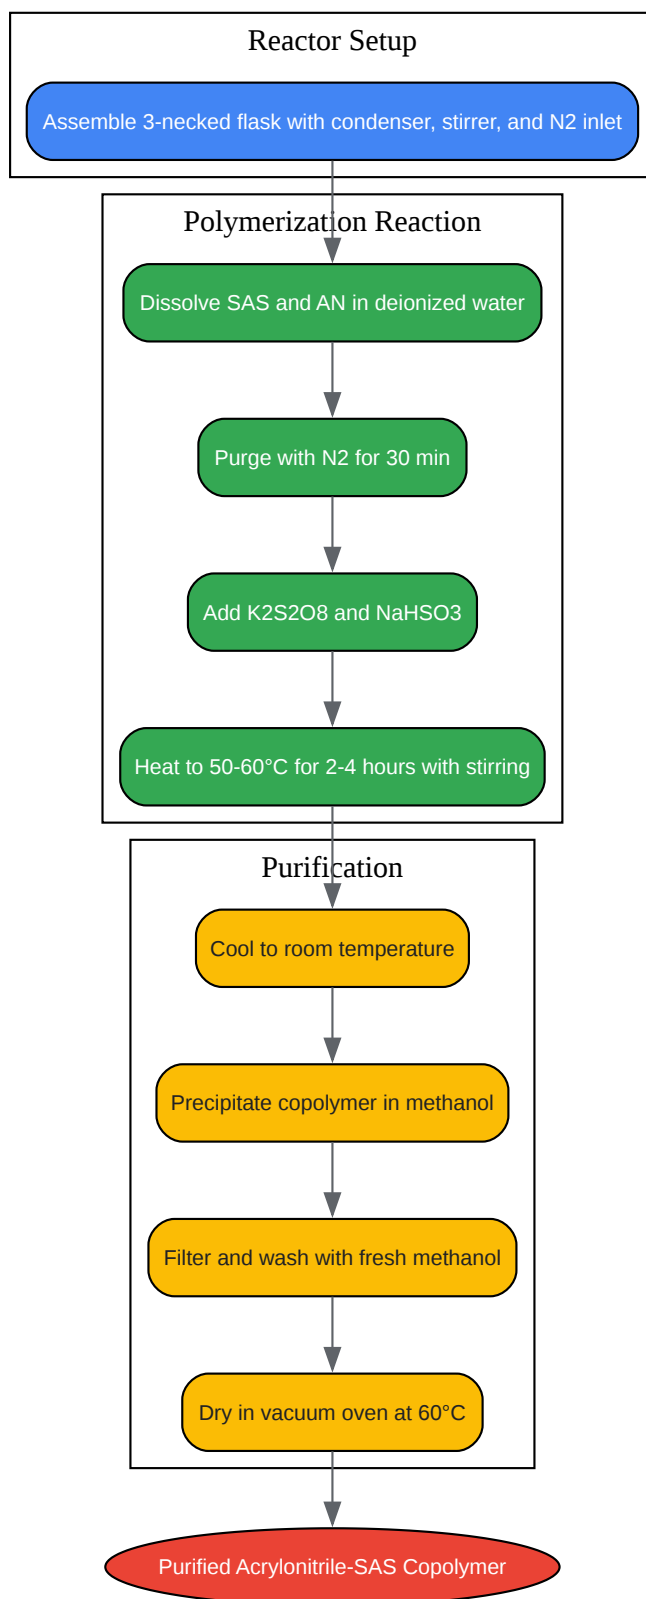 Reactor Setup
Assemble 3-necked flask with condenser, stirrer, and N2 inlet
Polymerization Reaction
Dissolve SAS and AN in deionized water
Purge with N2 for 30 min
Add K2S2O8 and NaHSO3
Heat to 50-60°C for 2-4 hours with stirring
Purification
Cool to room temperature
Precipitate copolymer in methanol
Filter and wash with fresh methanol
Dry in vacuum oven at 60°C
Purified Acrylonitrile-SAS Copolymer